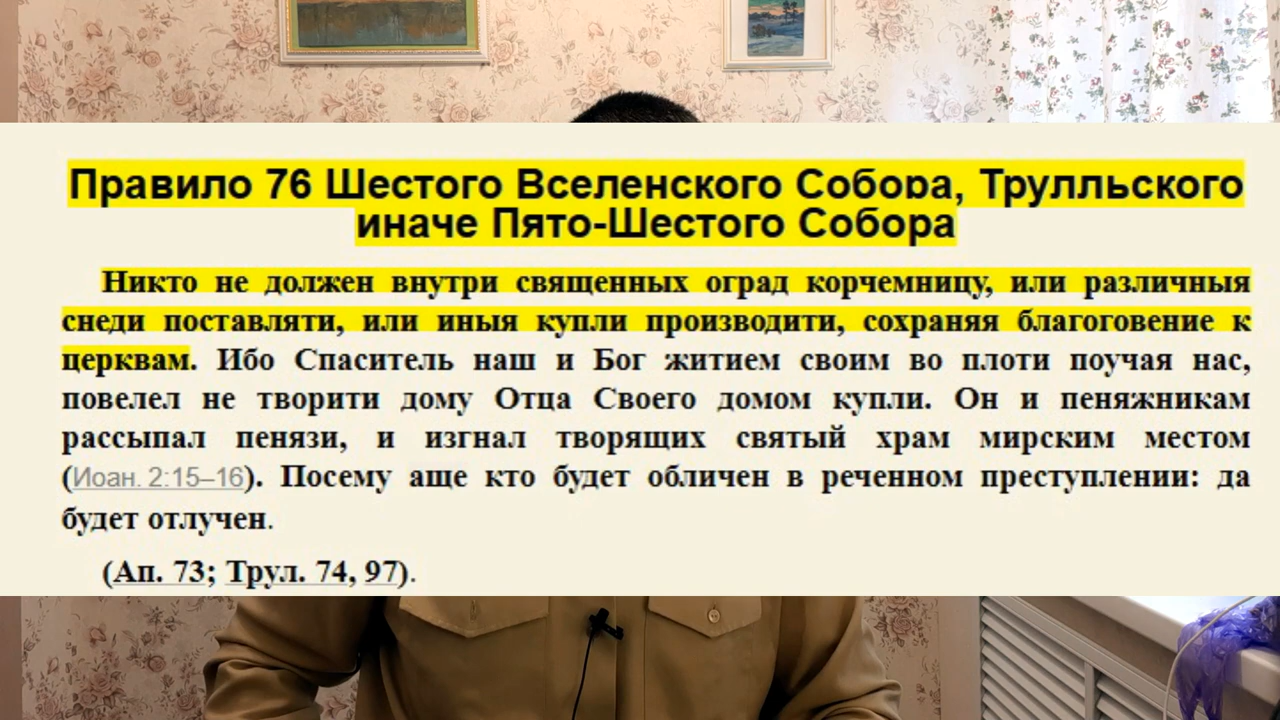 Правило 76 Шестого Вселенского Собора, Трулльского
иначе Пято-Шестого Собора
Никто не должен внутри священных оград корчемницу, или различныя
снеди поставляти, или иныя купли производити, сохраняя благоговение к
церквам. Ибо Спаситель наш и Бог житием своим во плоти поучая нас,
повелел не творити дому Отца Своего домом купли. Он и пеняжникам
рассыпал пенязи, и изгнал творящих святый храм мирским местом
(Иоан. 2:15–16). Посему аще кто будет обличен в реченном преступлении: да
будет отлучен.
(Ап. 73; Трул. 74, 97).